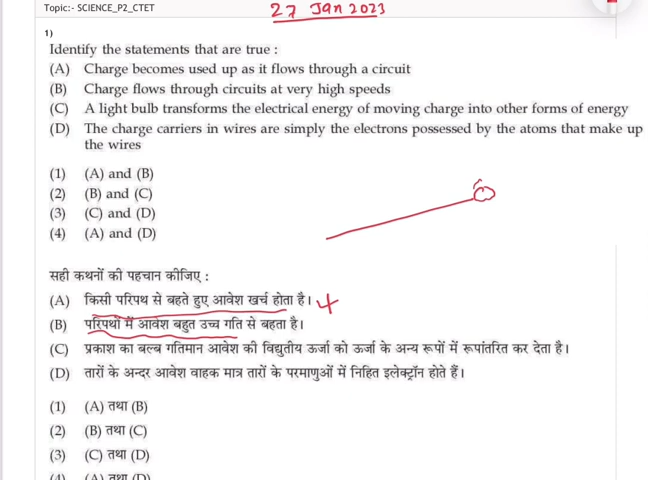 Topic:- SCIENCE_P2_CTET
27 Jan 2023
1)
Identify the statements that are true :
(A) Charge becomes used up as it flows through a circuit
(B) Charge flows through circuits at very high speeds
(C) A light bulb transforms the electrical energy of moving charge into other forms of energy
(D) The charge carriers in wires are simply the electrons possessed by the atoms that make up
the wires
(1) (A) and (B)
(2) (B) and (C)
(3) (C) and (D)
(4) (A) and (D)
सही कथनों की पहचान कीजिए :
(A) किसी परिपथ से बहते हुए आवेश खर्च होता है।
(B) परिपथों में आवेश बहुत उच्च गति से बहता है।
(C) प्रकाश का बल्ब गतिमान आवेश की विद्युतीय ऊर्जा को ऊर्जा के अन्य रूपों में रूपांतरित कर देता है।
(D) तारों के अन्दर आवेश वाहक मात्र तारों के परमाणुओं में निहित इलेक्ट्रॉन होते हैं।
(1) (A) तथा (B)
(2) (B) तथा (C)
(3) (C) तथा (D)
(4) (A) तथा (D)